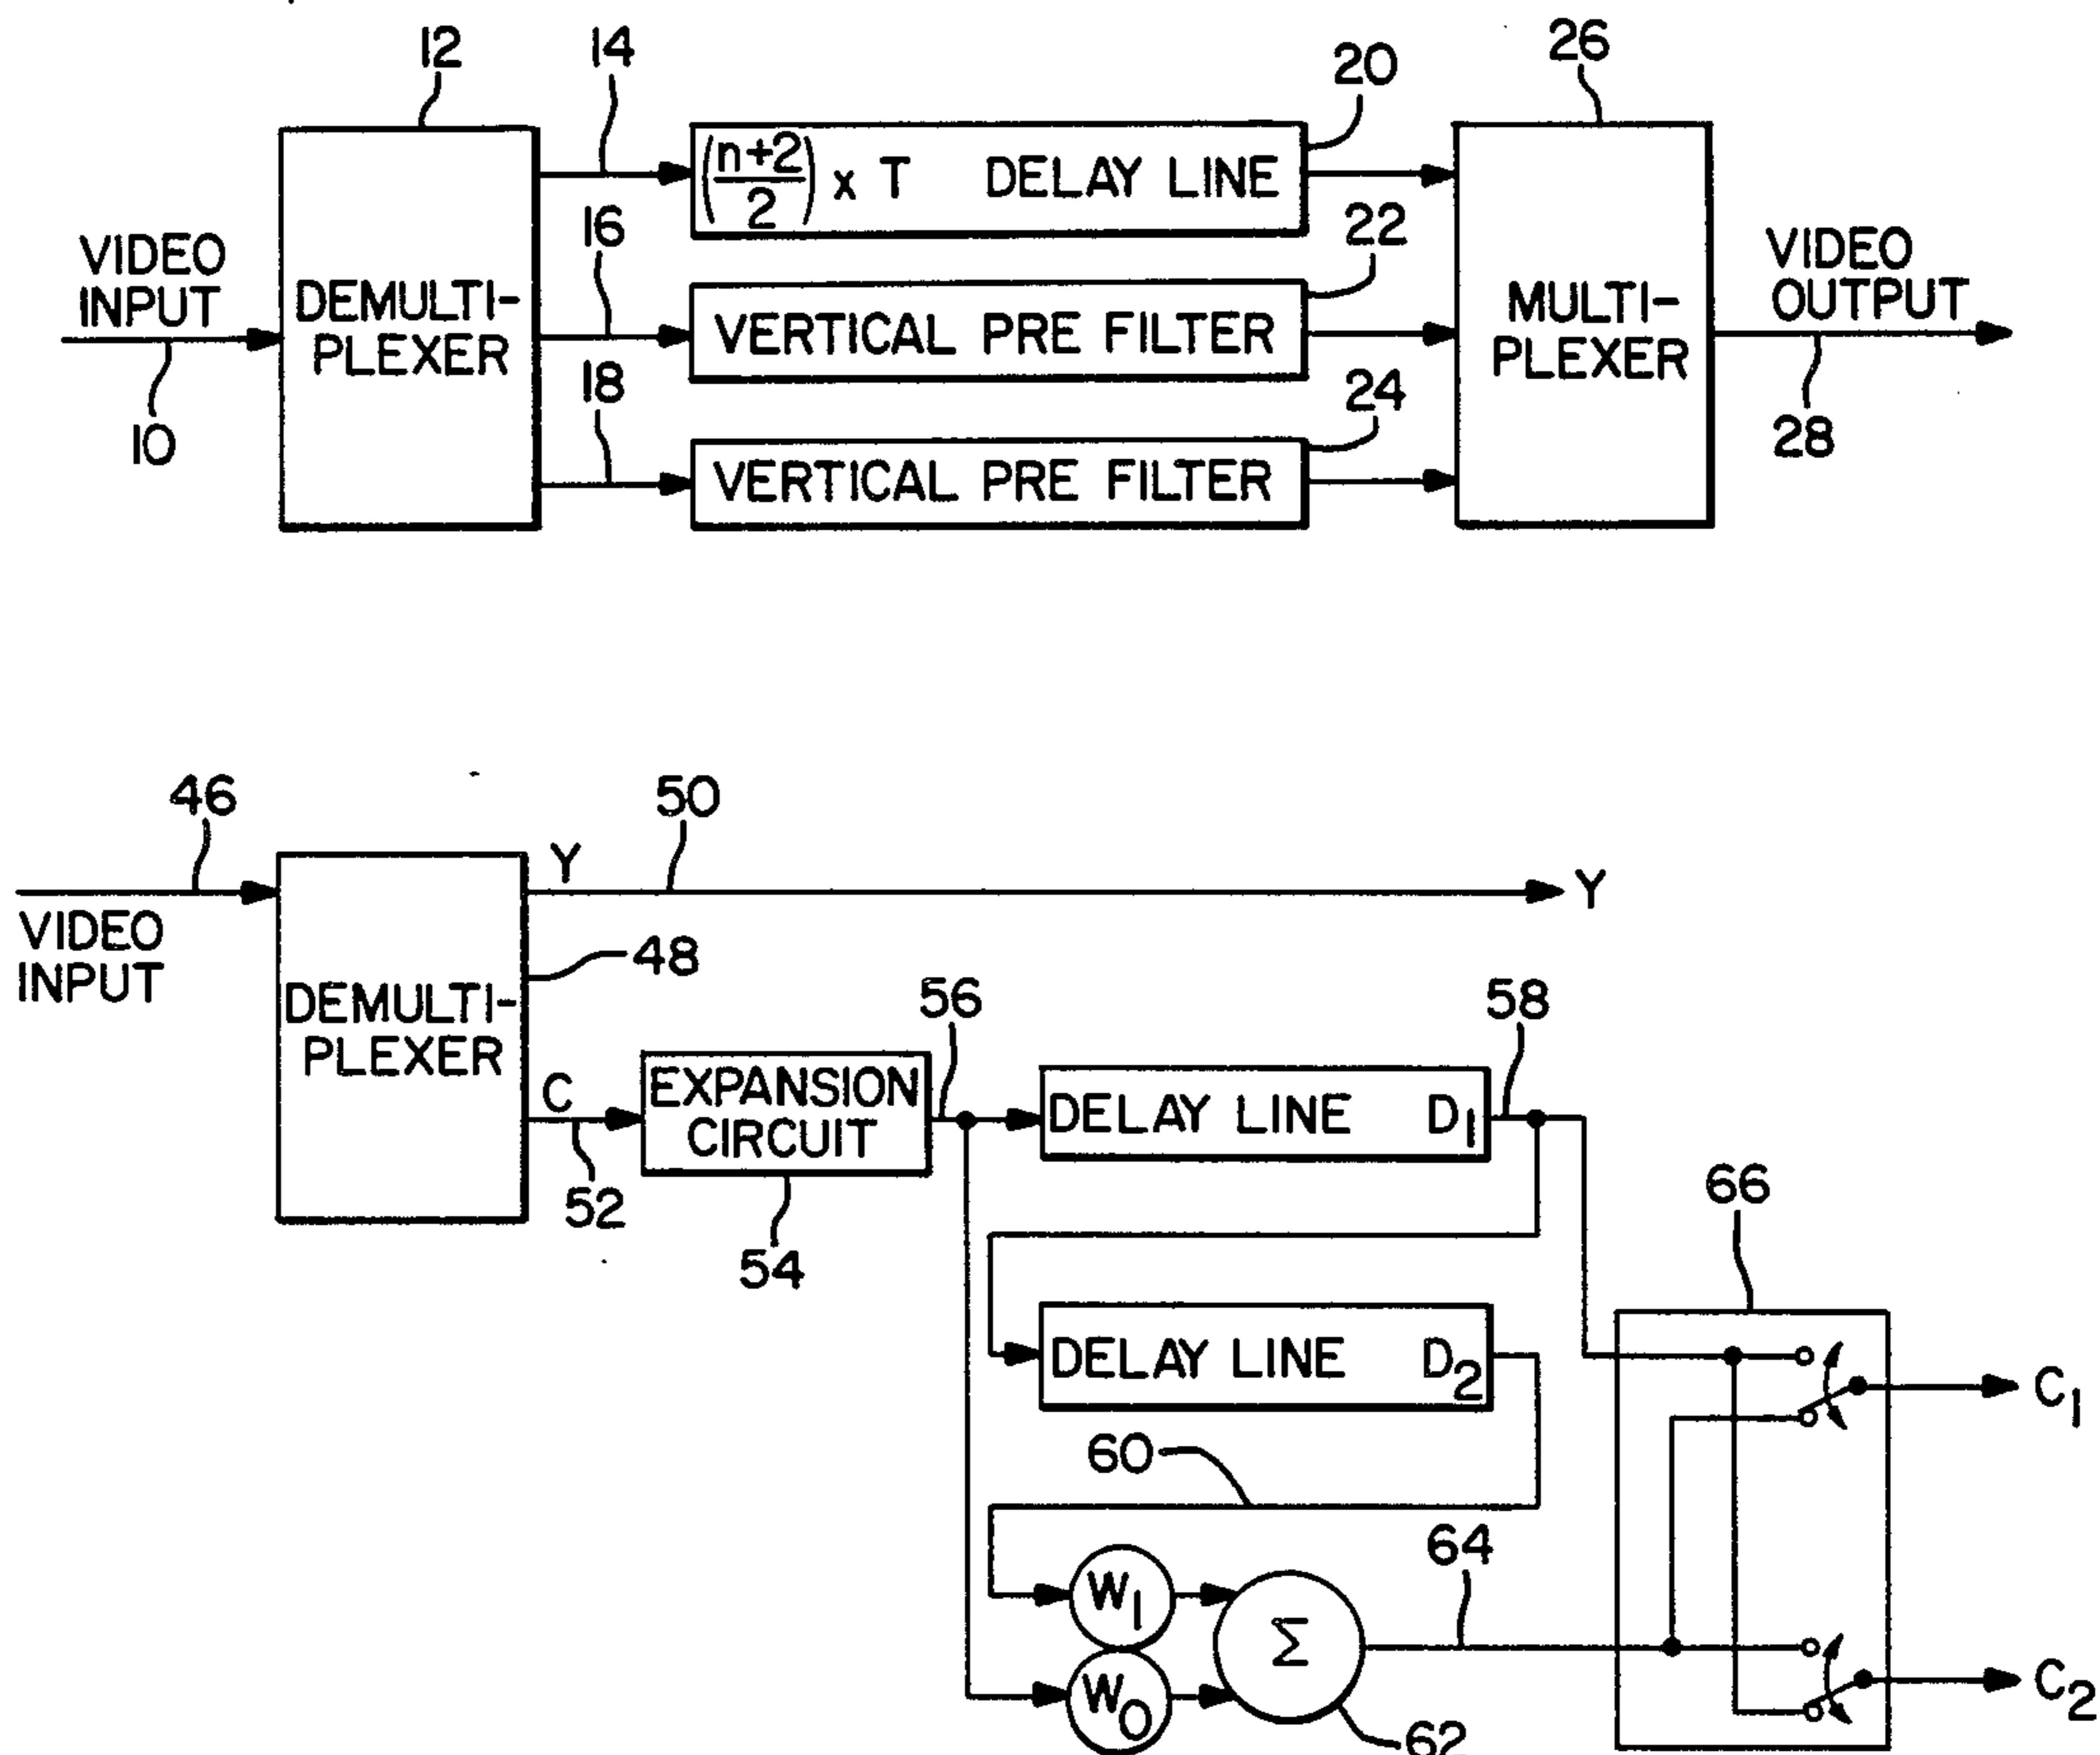 12
14
20
26
(n+2/2) x T DELAY LINE
16
22
VIDEO
INPUT
VIDEO
OUTPUT
DEMULTI-
PLEXER
VERTICAL PRE FILTER
MULTI-
PLEXER
18
24
10
28
VERTICAL PRE FILTER
46
50
Y
Y
VIDEO
INPUT
48
DEMULTI-
PLEXER
56
58
C
EXPANSION
CIRCUIT
DELAY LINE D1
52
54
66
DELAY LINE D2
C1
60
64
W1
Σ
W0
C2
62